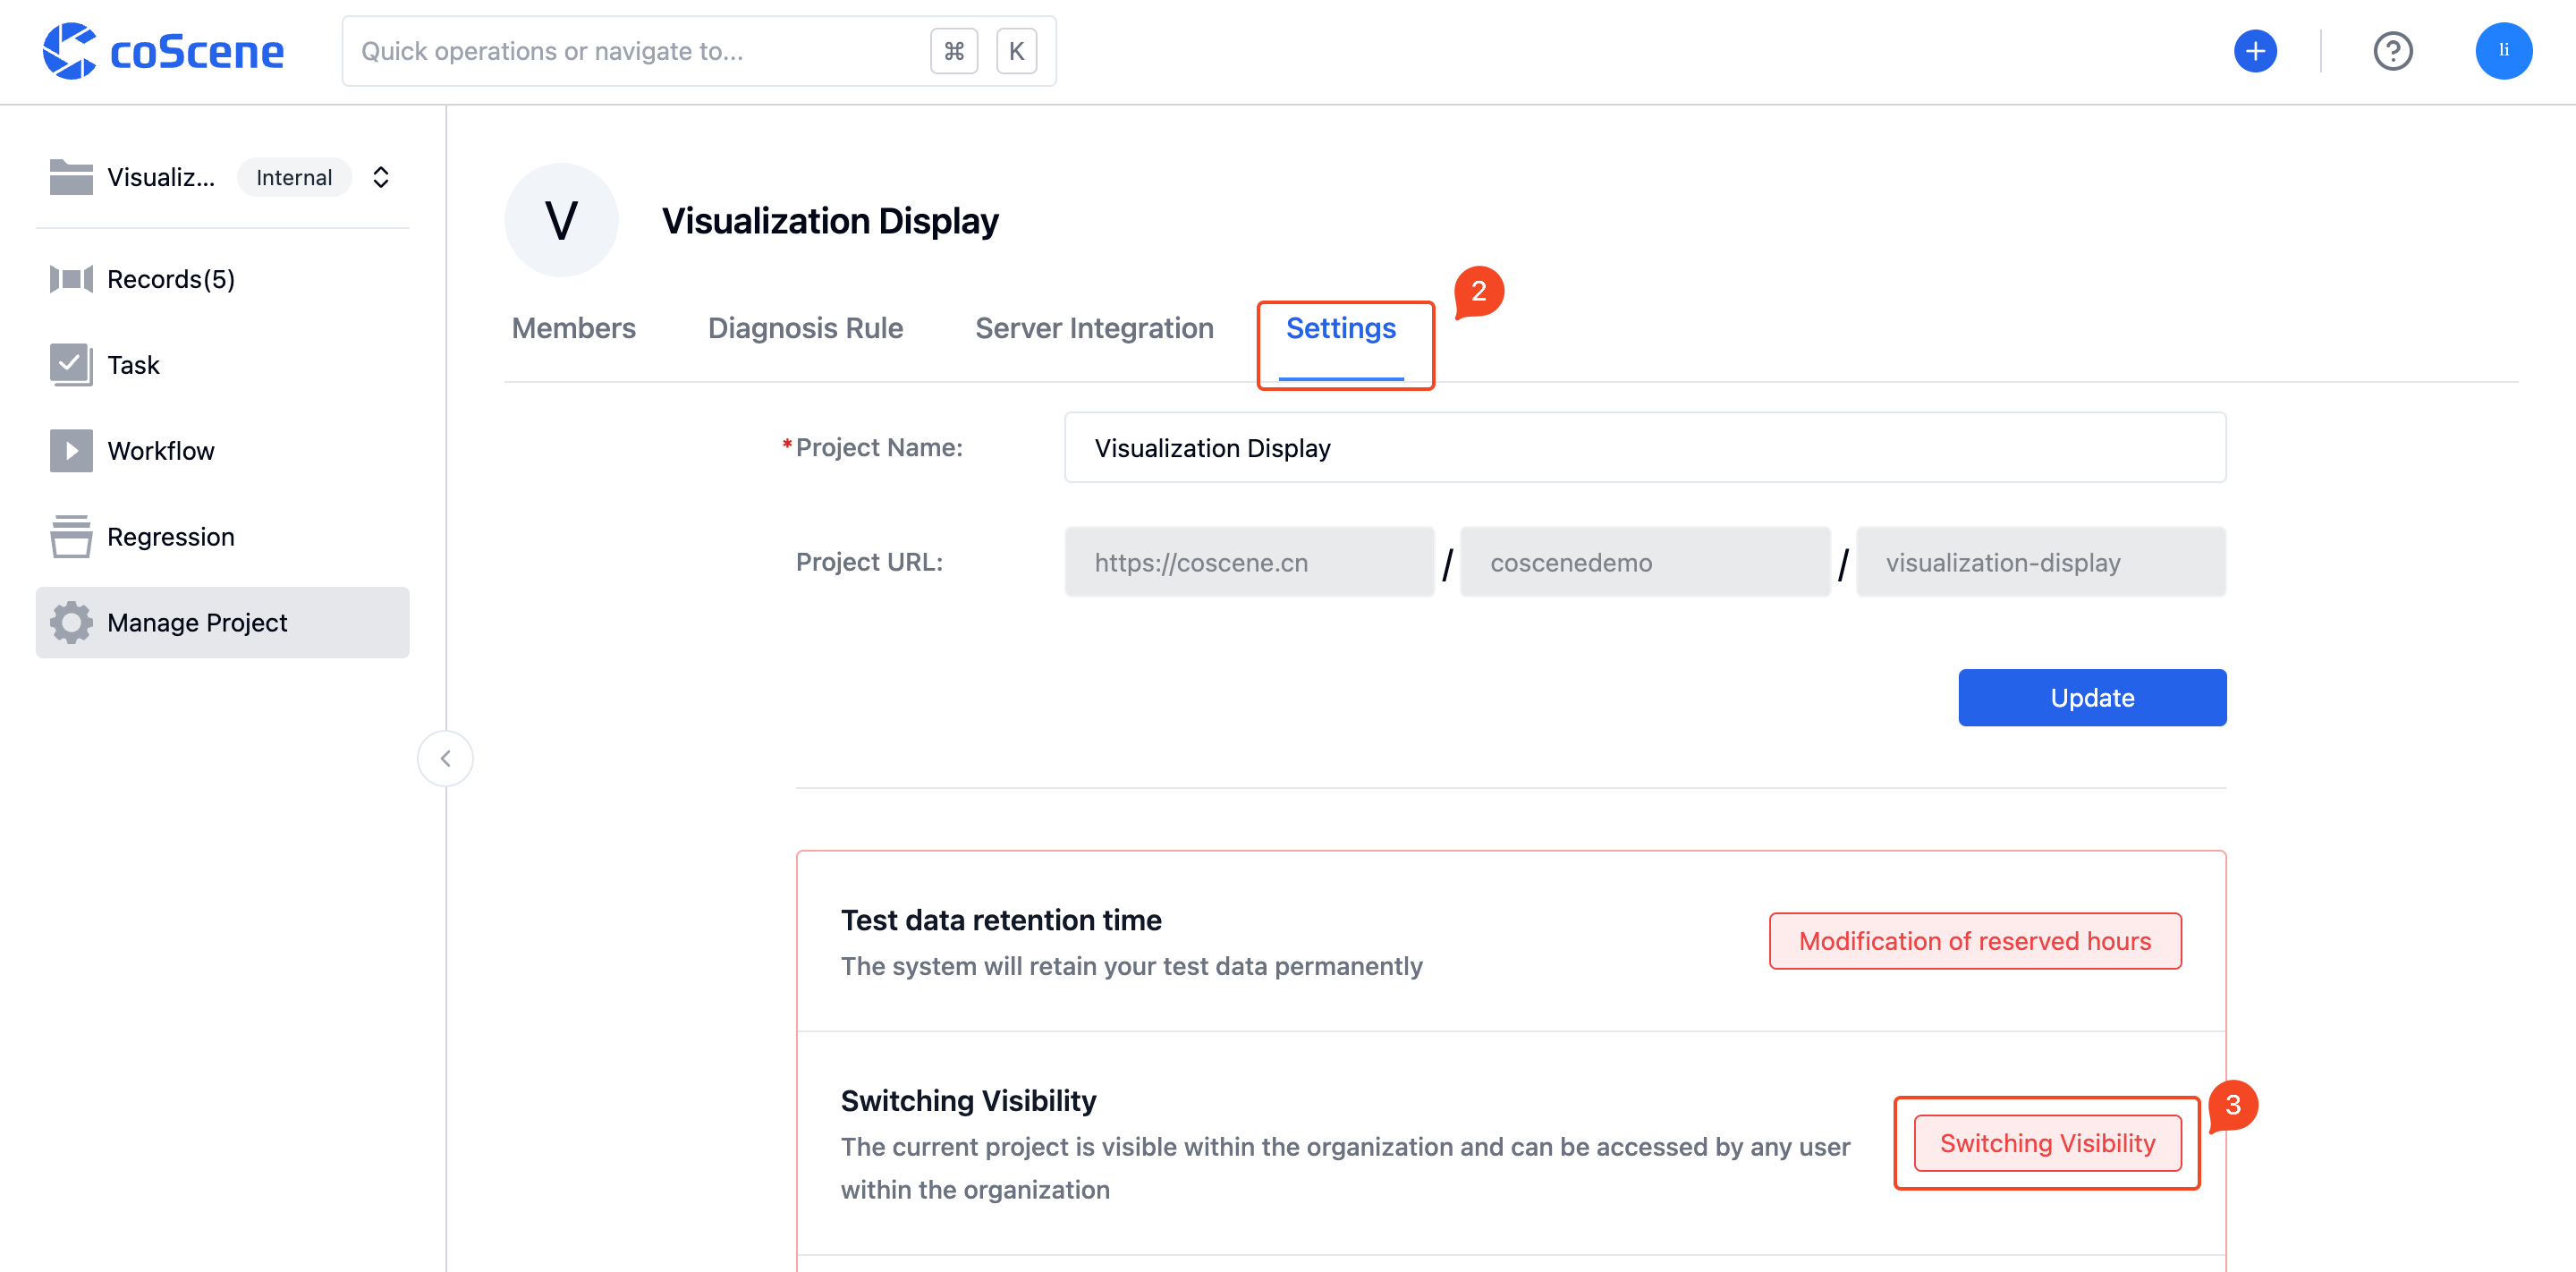 coScene
Quick operations or navigate to... ⌘ K
li
Visualiz... Internal
Records(5)
Task
Workflow
Regression
Manage Project
V
Visualization Display
Members Diagnosis Rule Server Integration Settings
2
*Project Name: Visualization Display
Project URL: https://coscene.cn / coscenedemo / visualization-display
Update
Test data retention time
The system will retain your test data permanently
Modification of reserved hours
Switching Visibility
The current project is visible within the organization and can be accessed by any user
within the organization
Switching Visibility
3